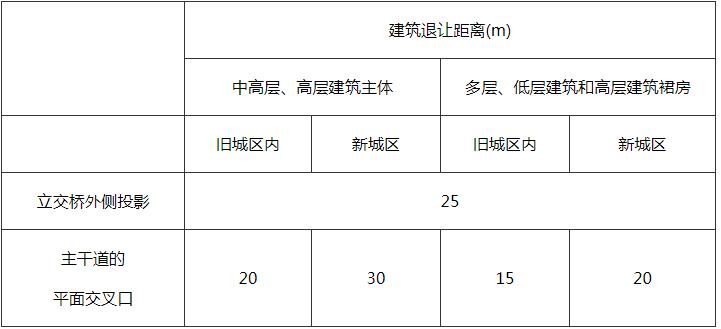 建筑退让距离(m)
中高层、高层建筑主体
多层、低层建筑和高层建筑裙房
旧城区内
新城区
旧城区内
新城区
立交桥外侧投影
25
主干道的
平面交叉口
20
30
15
20